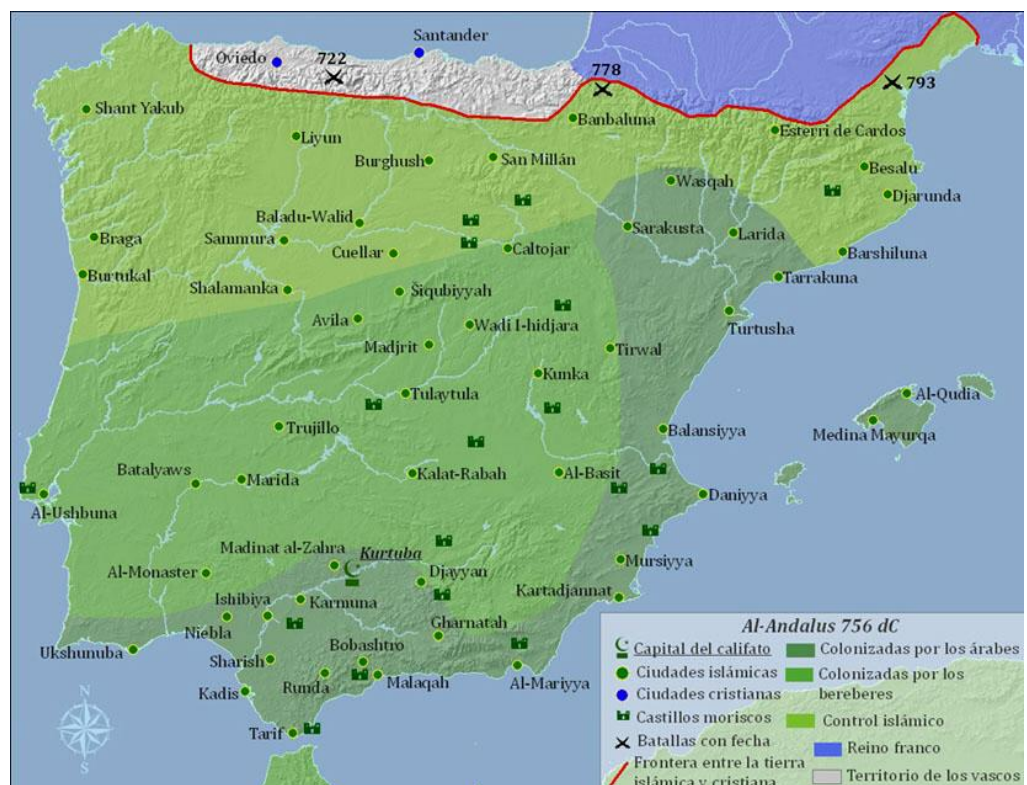 Santander
Oviedo
722
778
793
Shant Yakub
Banbaluna
Esterri de Cardos
Liyun
Burghush
San Millán
Besalu
Wasqah
Djarunda
Baladu-Walid
Sarakusta
Larida
Braga
Sammura
Cuellar
Caltojar
Barshiluna
Burtukal
Tarrakuna
Shalamanka
Šiqubiyyah
Avila
Wadi I-hidjara
Turtusha
Madjrit
Tirwal
Kunka
Tulaytula
Al-Qudia
Trujillo
Balansiyya
Medina Mayurqa
Batalyaws
Marida
Kalat-Rabah
Al-Basit
Al-Ushbuna
Daniyya
Madinat al-Zahra
Kurtuba
Al-Monaster
Djayyan
Mursiyya
Ishibiya
Karmuna
Kartadjannat
Niebla
Gharnatah
Ukshunuba
Sharish
Bobashtro
Kadis
Runda
Malaqah
Al-Mariyya
Tarif
N
S
Al-Andalus 756 dC
Capital del califato
Ciudades islámicas
Ciudades cristianas
Castillos moriscos
Batallas con fecha
Frontera entre la tierra
islámica y cristiana
Colonizadas por los árabes
Colonizadas por los
bereberes
Control islámico
Reino franco
Territorio de los vascos